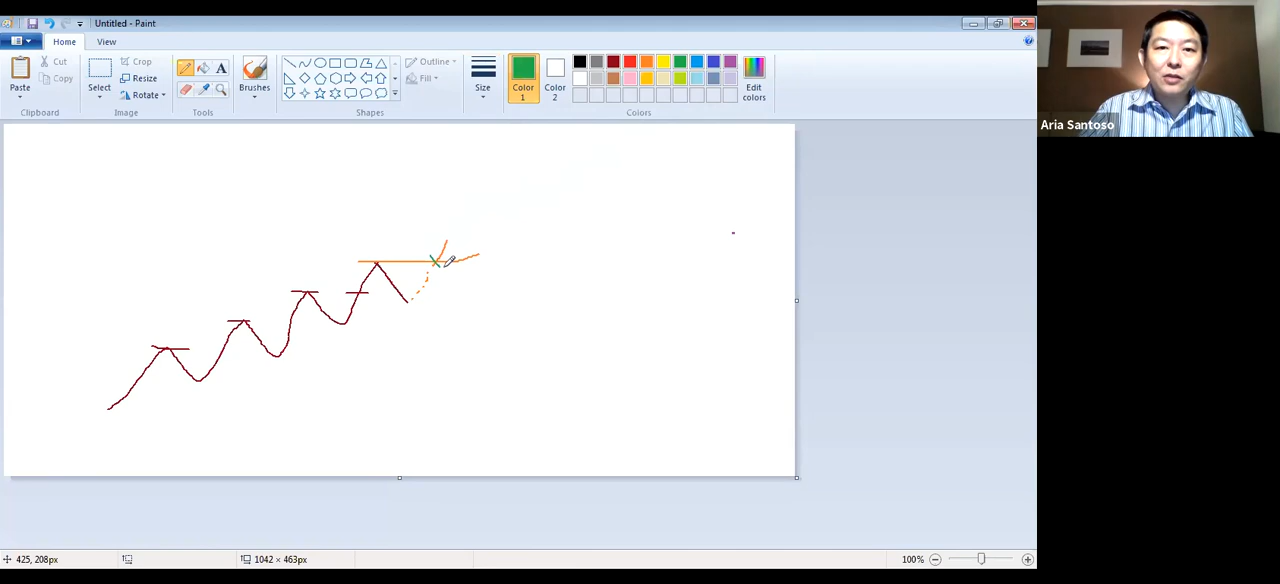 Untitled - Paint
Home View
Paste
Cut
Copy
Clipboard
Select
Crop
Resize
Rotate
Image
A
Tools
Brushes
Outline
Fill
Shapes
Size
Color 1
Color 2
Edit colors
Colors
Aria Santoso
425, 208px
1042 × 463px
100%